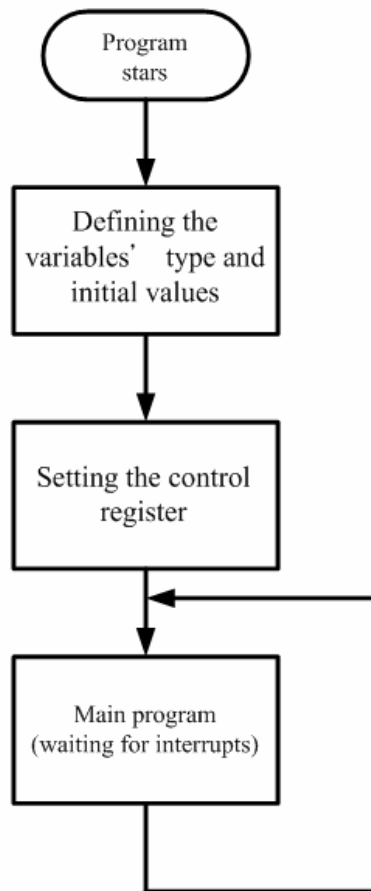 Program
stars
Defining the
variables’ type and
initial values
Setting the control
register
Main program
(waiting for interrupts)